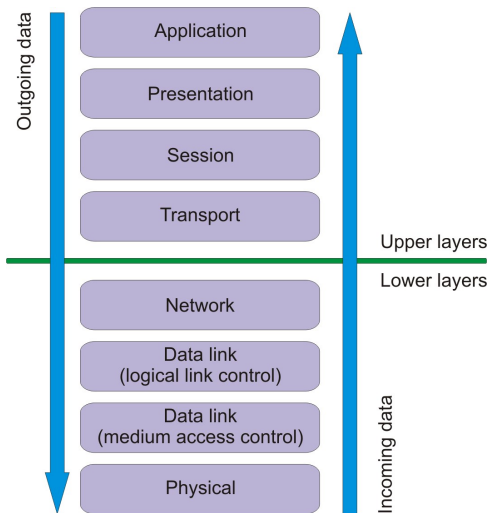 Outgoing data
Application
Presentation
Session
Transport
Upper layers
Lower layers
Network
Data link
(logical link control)
Data link
(medium access control)
Physical
Incoming data